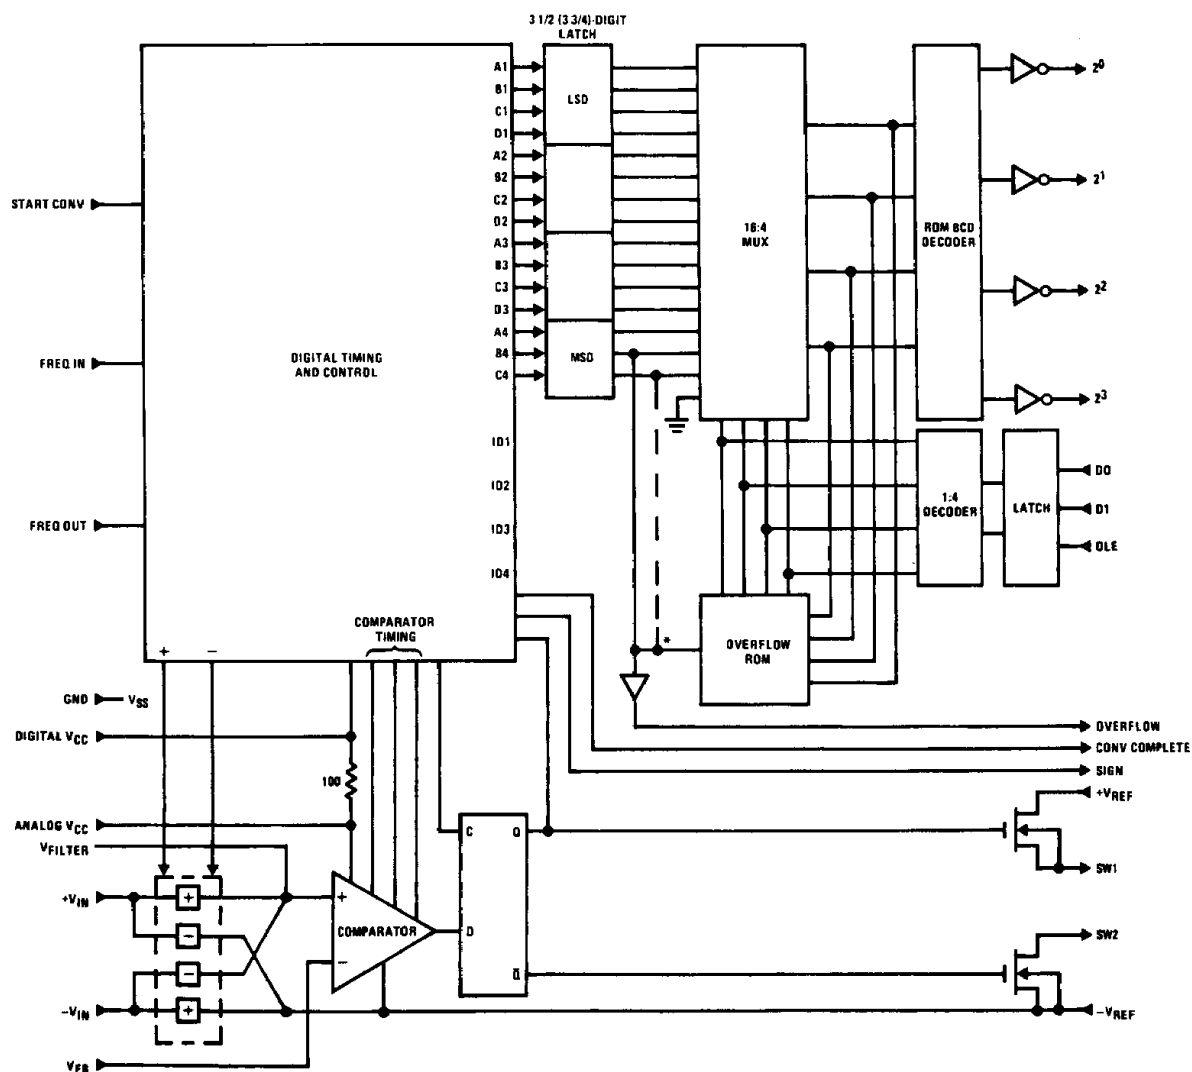 3 1/2 (3 3/4)-DIGIT
LATCH
A1
B1
C1
D1
A2
B2
C2
D2
A3
B3
C3
D3
A4
B4
C4
ID1
ID2
ID3
ID4
LSD
MSD
16:4
MUX
ROM BCD
DECODER
2⁰
2¹
2²
2³
START CONV
FREQ IN
FREQ OUT
DIGITAL TIMING
AND CONTROL
1:4
DECODER
LATCH
D0
D1
DLE
COMPARATOR
TIMING
+ −
*
OVERFLOW
ROM
GND
VSS
DIGITAL VCC
100
ANALOG VCC
VFILTER
OVERFLOW
CONV COMPLETE
SIGN
+VREF
SW1
C
Q
D
Q̅
+VIN
+
−
−
+
−VIN
+
COMPARATOR
−
SW2
−VREF
VFB